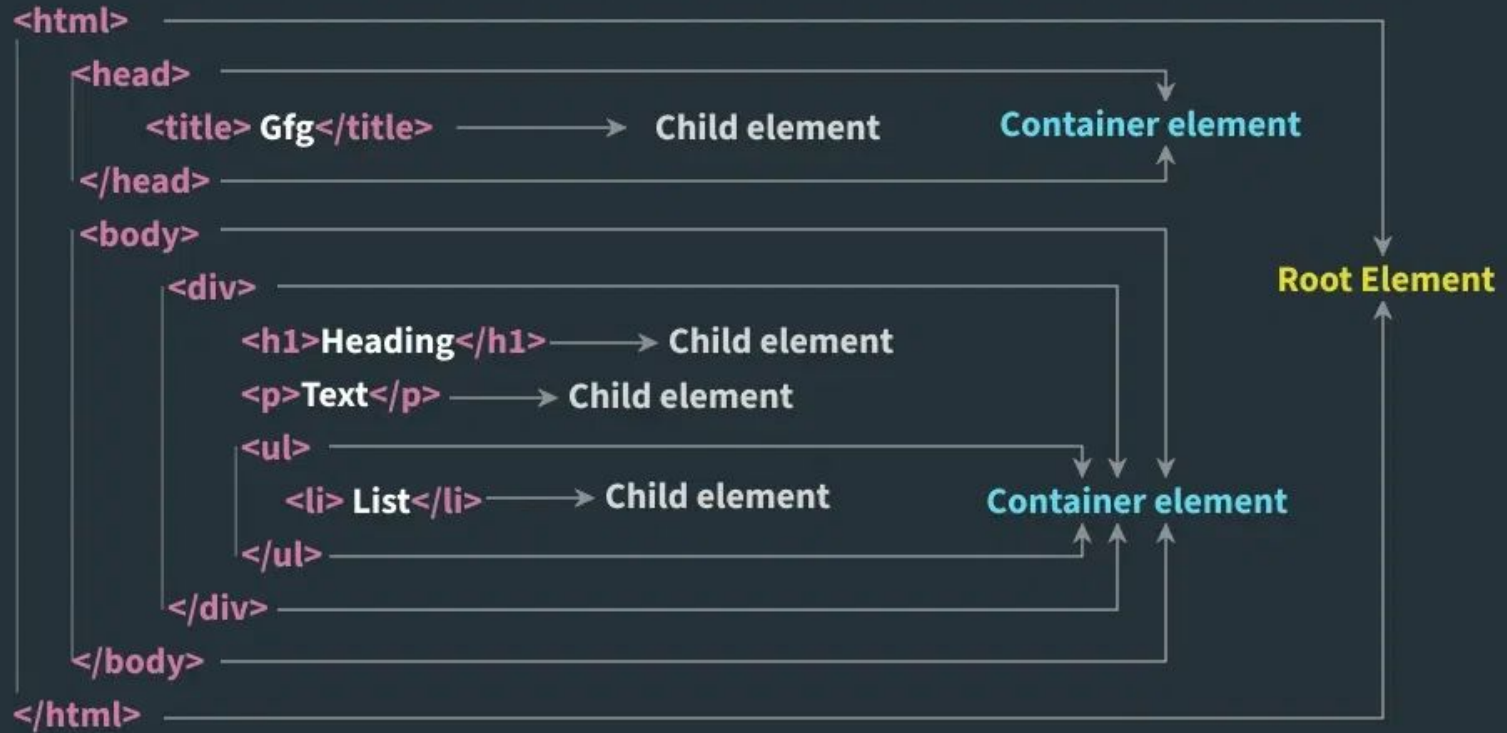 <html>
<head>
<title> Gfg</title> Child element Container element
</head>
<body>
<div> Root Element
<h1>Heading</h1> Child element
<p>Text</p> Child element
<ul>
<li> List</li> Child element Container element
</ul>
</div>
</body>
</html>